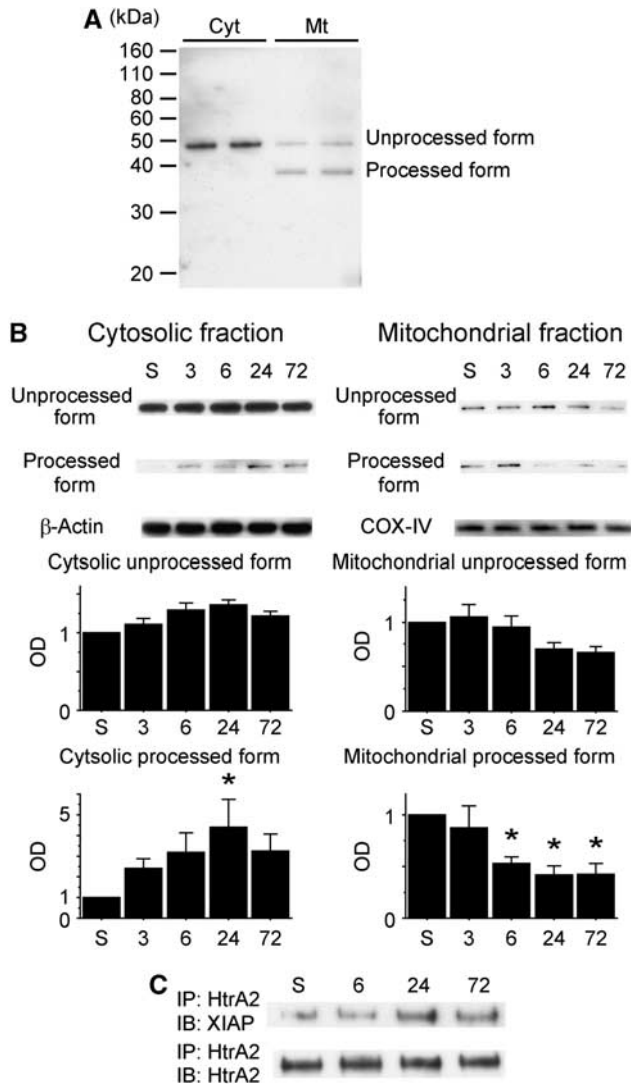 A (kDa) Cyt Mt
160
110
80
60
50
40
30
20
Unprocessed form
Processed form
B Cytosolic fraction
S 3 6 24 72
Unprocessed
form
Processed
form
β-Actin
Cytsolic unprocessed form
OD
1
0
S 3 6 24 72
Cytsolic processed form
OD
5
1
0
*
S 3 6 24 72
Mitochondrial fraction
S 3 6 24 72
Unprocessed
form
Processed
form
COX-IV
Mitochondrial unprocessed form
OD
1
0
S 3 6 24 72
Mitochondrial processed form
OD
1
0
* * *
S 3 6 24 72
C S 6 24 72
IP: HtrA2
IB: XIAP
IP: HtrA2
IB: HtrA2